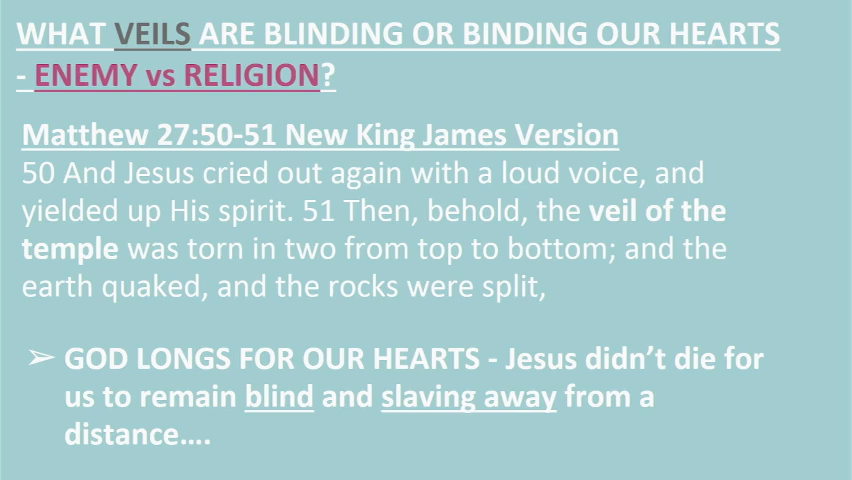 WHAT VEILS ARE BLINDING OR BINDING OUR HEARTS
- ENEMY vs RELIGION?
Matthew 27:50-51 New King James Version
50 And Jesus cried out again with a loud voice, and
yielded up His spirit. 51 Then, behold, the veil of the
temple was torn in two from top to bottom; and the
earth quaked, and the rocks were split,
➢ GOD LONGS FOR OUR HEARTS - Jesus didn’t die for
us to remain blind and slaving away from a
distance….